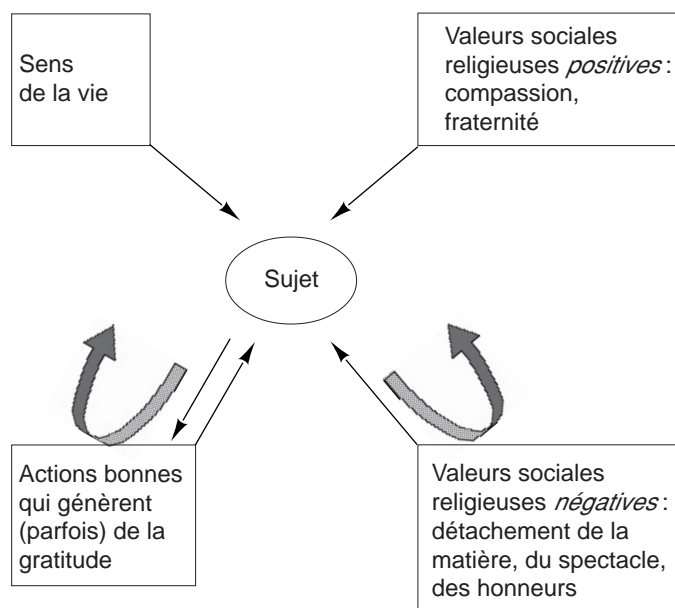 Sens
de la vie
Valeurs sociales
religieuses positives :
compassion,
fraternité
Sujet
Actions bonnes
qui génèrent
(parfois) de la
gratitude
Valeurs sociales
religieuses négatives :
détachement de la
matière, du spectacle,
des honneurs